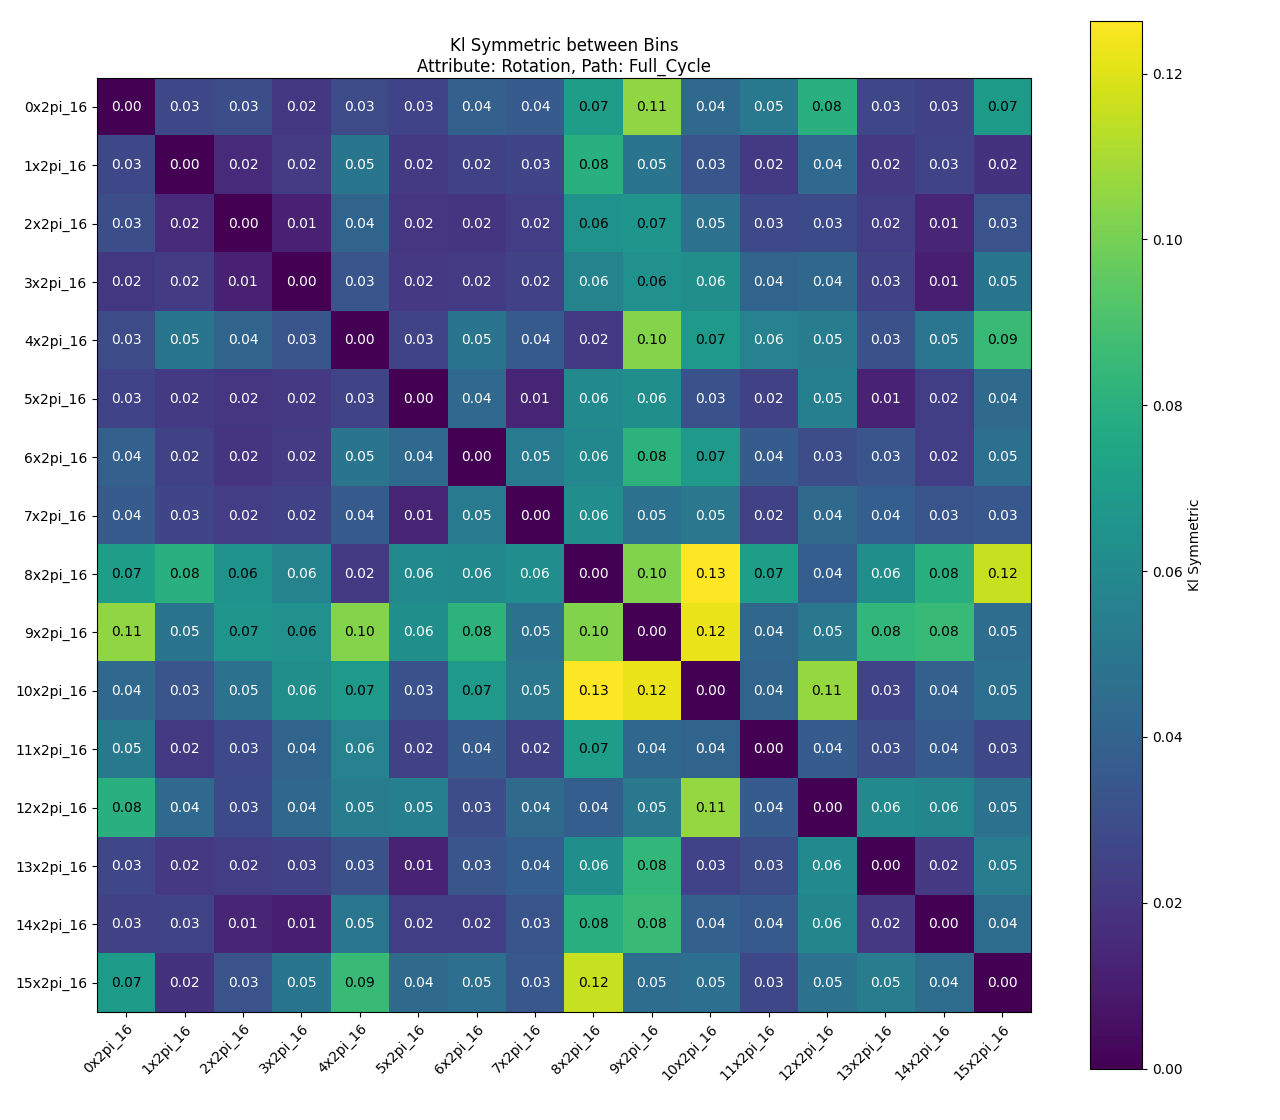 Kl Symmetric between Bins
Attribute: Rotation, Path: Full_Cycle
0x2pi_16 0.00 0.03 0.03 0.02 0.03 0.03 0.04 0.04 0.07 0.11 0.04 0.05 0.08 0.03 0.03 0.07
1x2pi_16 0.03 0.00 0.02 0.02 0.05 0.02 0.02 0.03 0.08 0.05 0.03 0.02 0.04 0.02 0.03 0.02
2x2pi_16 0.03 0.02 0.00 0.01 0.04 0.02 0.02 0.02 0.06 0.07 0.05 0.03 0.03 0.02 0.01 0.03
3x2pi_16 0.02 0.02 0.01 0.00 0.03 0.02 0.02 0.02 0.06 0.06 0.06 0.04 0.04 0.03 0.01 0.05
4x2pi_16 0.03 0.05 0.04 0.03 0.00 0.03 0.05 0.04 0.02 0.10 0.07 0.06 0.05 0.03 0.05 0.09
5x2pi_16 0.03 0.02 0.02 0.02 0.03 0.00 0.04 0.01 0.06 0.06 0.03 0.02 0.05 0.01 0.02 0.04
6x2pi_16 0.04 0.02 0.02 0.02 0.05 0.04 0.00 0.05 0.06 0.08 0.07 0.04 0.03 0.03 0.02 0.05
7x2pi_16 0.04 0.03 0.02 0.02 0.04 0.01 0.05 0.00 0.06 0.05 0.05 0.02 0.04 0.04 0.03 0.03
8x2pi_16 0.07 0.08 0.06 0.06 0.02 0.06 0.06 0.06 0.00 0.10 0.13 0.07 0.04 0.06 0.08 0.12
9x2pi_16 0.11 0.05 0.07 0.06 0.10 0.06 0.08 0.05 0.10 0.00 0.12 0.04 0.05 0.08 0.08 0.05
10x2pi_16 0.04 0.03 0.05 0.06 0.07 0.03 0.07 0.05 0.13 0.12 0.00 0.04 0.11 0.03 0.04 0.05
11x2pi_16 0.05 0.02 0.03 0.04 0.06 0.02 0.04 0.02 0.07 0.04 0.04 0.00 0.04 0.03 0.04 0.03
12x2pi_16 0.08 0.04 0.03 0.04 0.05 0.05 0.03 0.04 0.04 0.05 0.11 0.04 0.00 0.06 0.06 0.05
13x2pi_16 0.03 0.02 0.02 0.03 0.03 0.01 0.03 0.04 0.06 0.08 0.03 0.03 0.06 0.00 0.02 0.05
14x2pi_16 0.03 0.03 0.01 0.01 0.05 0.02 0.02 0.03 0.08 0.08 0.04 0.04 0.06 0.02 0.00 0.04
15x2pi_16 0.07 0.02 0.03 0.05 0.09 0.04 0.05 0.03 0.12 0.05 0.05 0.03 0.05 0.05 0.04 0.00
0x2pi_16 1x2pi_16 2x2pi_16 3x2pi_16 4x2pi_16 5x2pi_16 6x2pi_16 7x2pi_16 8x2pi_16 9x2pi_16 10x2pi_16 11x2pi_16 12x2pi_16 13x2pi_16 14x2pi_16 15x2pi_16
0.12
0.10
0.08
0.06
0.04
0.02
0.00
Kl Symmetric